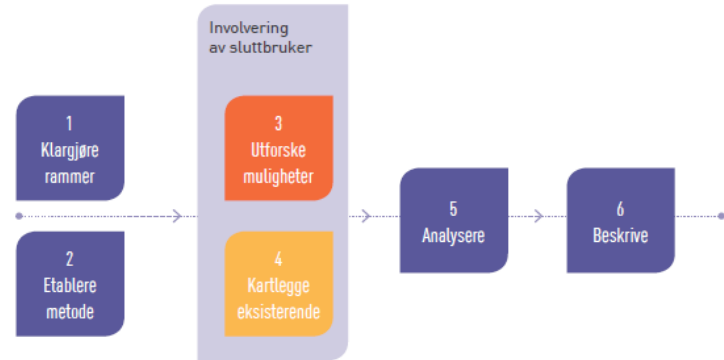 Involvering
av sluttbruker
1
Klargjøre
rammer
2
Etablere
metode
3
Utforske
muligheter
4
Kartlegge
eksisterende
5
Analysere
6
Beskrive